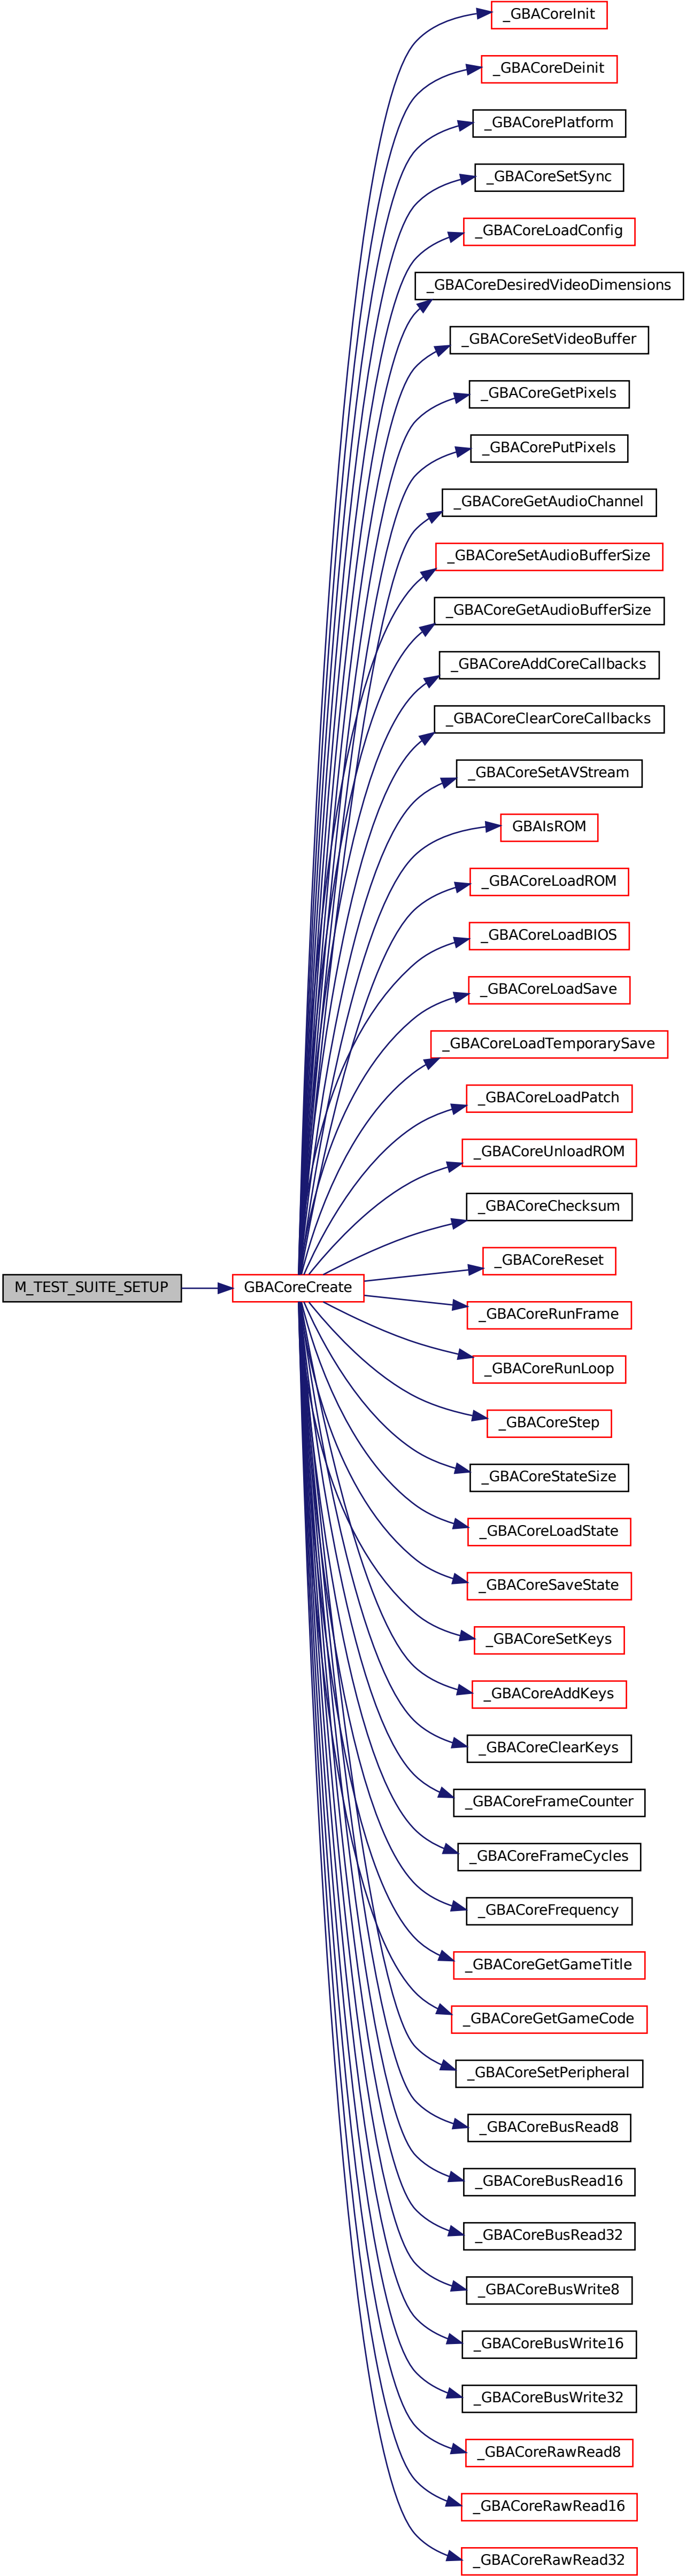 _GBACoreInit
_GBACoreDeinit
_GBACorePlatform
_GBACoreSetSync
_GBACoreLoadConfig
_GBACoreDesiredVideoDimensions
_GBACoreSetVideoBuffer
_GBACoreGetPixels
_GBACorePutPixels
_GBACoreGetAudioChannel
_GBACoreSetAudioBufferSize
_GBACoreGetAudioBufferSize
_GBACoreAddCoreCallbacks
_GBACoreClearCoreCallbacks
_GBACoreSetAVStream
GBAIsROM
_GBACoreLoadROM
_GBACoreLoadBIOS
_GBACoreLoadSave
_GBACoreLoadTemporarySave
_GBACoreLoadPatch
_GBACoreUnloadROM
_GBACoreChecksum
_GBACoreReset
M_TEST_SUITE_SETUP
GBACoreCreate
_GBACoreRunFrame
_GBACoreRunLoop
_GBACoreStep
_GBACoreStateSize
_GBACoreLoadState
_GBACoreSaveState
_GBACoreSetKeys
_GBACoreAddKeys
_GBACoreClearKeys
_GBACoreFrameCounter
_GBACoreFrameCycles
_GBACoreFrequency
_GBACoreGetGameTitle
_GBACoreGetGameCode
_GBACoreSetPeripheral
_GBACoreBusRead8
_GBACoreBusRead16
_GBACoreBusRead32
_GBACoreBusWrite8
_GBACoreBusWrite16
_GBACoreBusWrite32
_GBACoreRawRead8
_GBACoreRawRead16
_GBACoreRawRead32